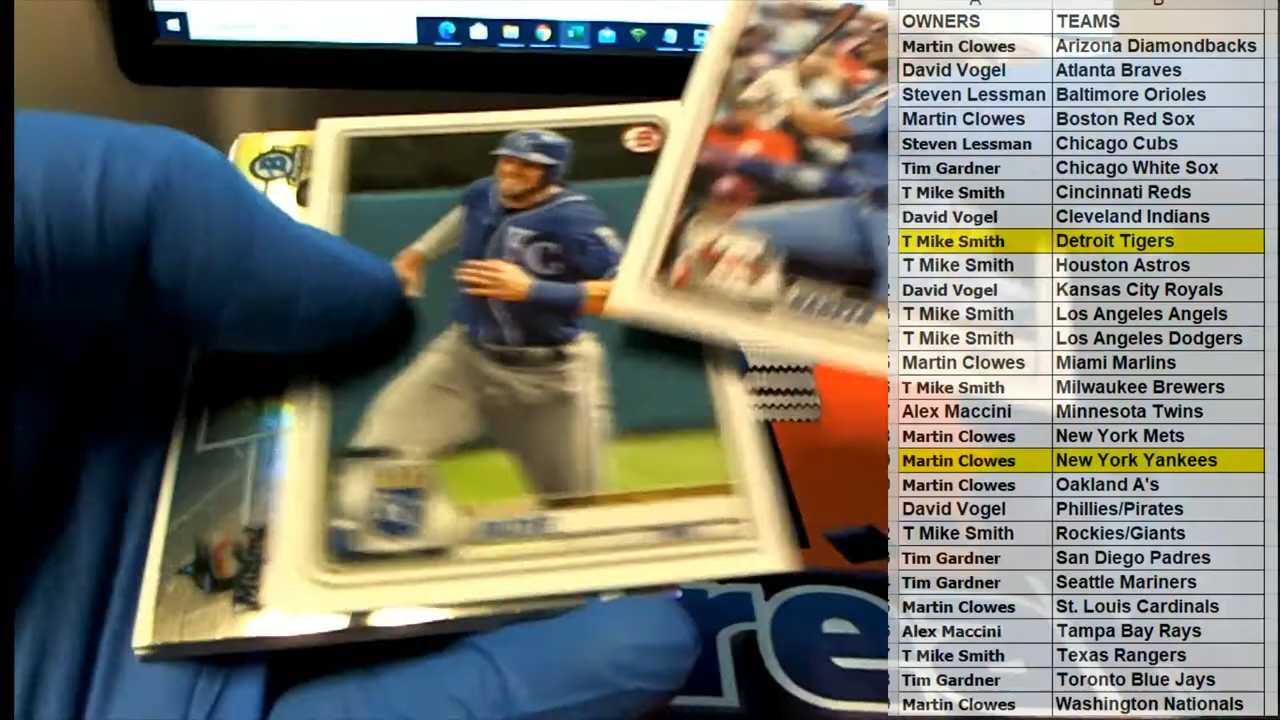 OWNERS TEAMS
Martin Clowes Arizona Diamondbacks
David Vogel Atlanta Braves
Steven Lessman Baltimore Orioles
Martin Clowes Boston Red Sox
Steven Lessman Chicago Cubs
Tim Gardner Chicago White Sox
T Mike Smith Cincinnati Reds
David Vogel Cleveland Indians
T Mike Smith Detroit Tigers
T Mike Smith Houston Astros
David Vogel Kansas City Royals
T Mike Smith Los Angeles Angels
T Mike Smith Los Angeles Dodgers
Martin Clowes Miami Marlins
T Mike Smith Milwaukee Brewers
Alex Maccini Minnesota Twins
Martin Clowes New York Mets
Martin Clowes New York Yankees
Martin Clowes Oakland A's
David Vogel Phillies/Pirates
T Mike Smith Rockies/Giants
Tim Gardner San Diego Padres
Tim Gardner Seattle Mariners
Martin Clowes St. Louis Cardinals
Alex Maccini Tampa Bay Rays
T Mike Smith Texas Rangers
Tim Gardner Toronto Blue Jays
Martin Clowes Washington Nationals
KC
re